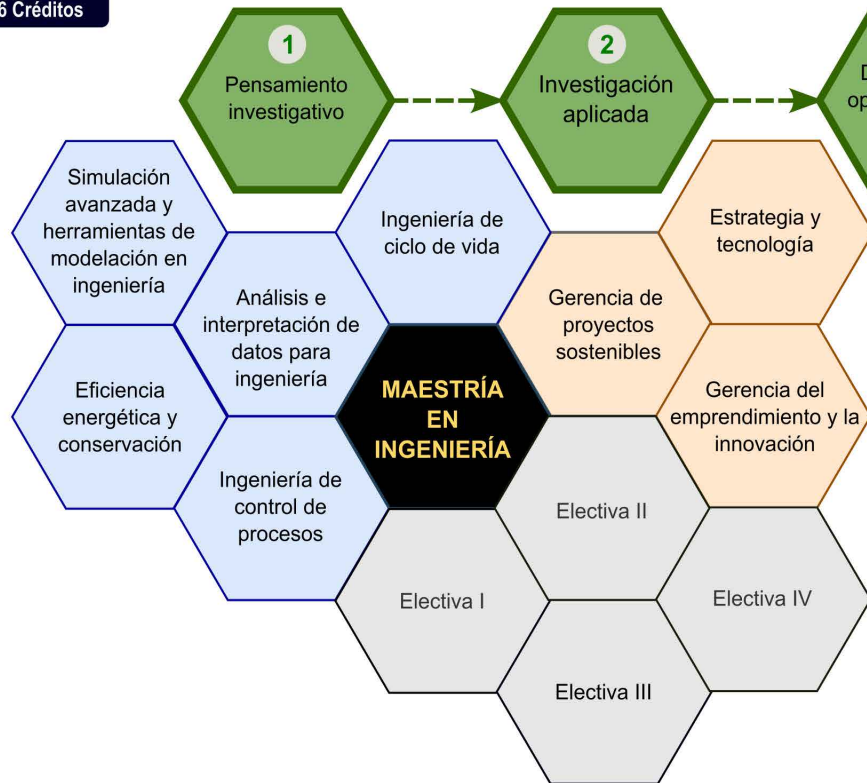 6 Créditos
1
Pensamiento
investigativo
2
Investigación
aplicada
Simulación
avanzada y
herramientas de
modelación en
ingeniería
Ingeniería de
ciclo de vida
Estrategia y
tecnología
Análisis e
interpretación de
datos para
ingeniería
Gerencia de
proyectos
sostenibles
Eficiencia
energética y
conservación
MAESTRÍA
EN
INGENIERÍA
Gerencia del
emprendimiento y la
innovación
Ingeniería de
control de
procesos
Electiva II
Electiva I
Electiva IV
Electiva III